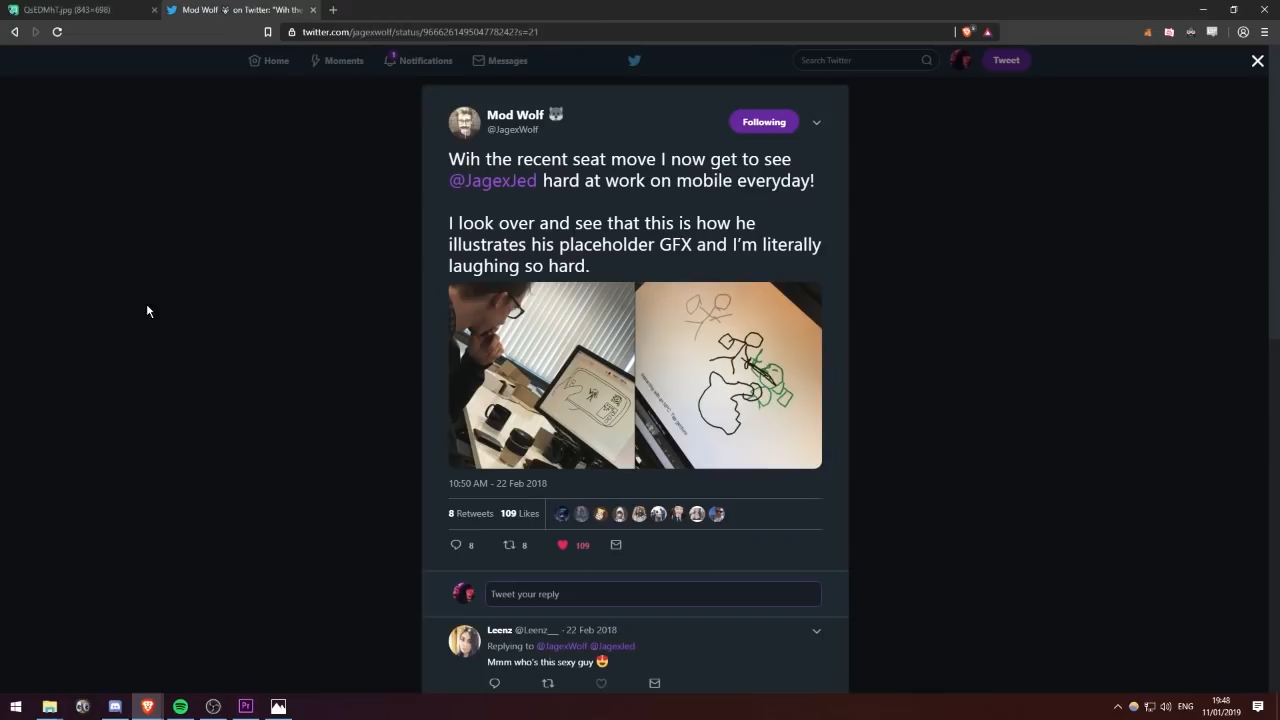 QsEDMhT.jpg (843×698)
Mod Wolf 🐺 on Twitter: "Wih the
twitter.com/jagexwolf/status/966626149504778242?s=21
Home
Moments
1
Notifications
Messages
Search Twitter
Tweet
Mod Wolf 🐺
@JagexWolf
Following
Wih the recent seat move I now get to see
@JagexJed hard at work on mobile everyday!
I look over and see that this is how he
illustrates his placeholder GFX and I'm literally
laughing so hard.
10:50 AM - 22 Feb 2018
8 Retweets 109 Likes
8 8 109
Tweet your reply
Leenz @Leenz__ · 22 Feb 2018
Replying to @JagexWolf @JagexJed
Mmm who's this sexy guy 😍
ENG
19:48
11/01/2019